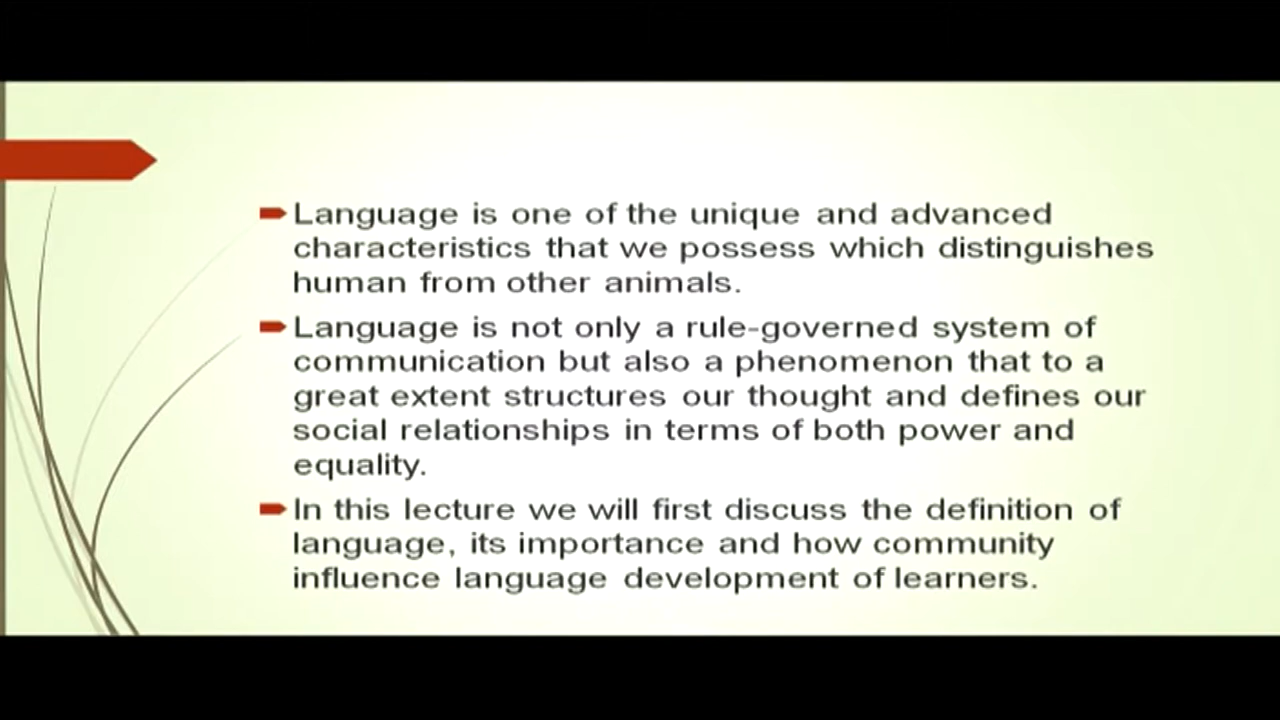 Language is one of the unique and advanced
characteristics that we possess which distinguishes
human from other animals.
Language is not only a rule-governed system of
communication but also a phenomenon that to a
great extent structures our thought and defines our
social relationships in terms of both power and
equality.
In this lecture we will first discuss the definition of
language, its importance and how community
influence language development of learners.